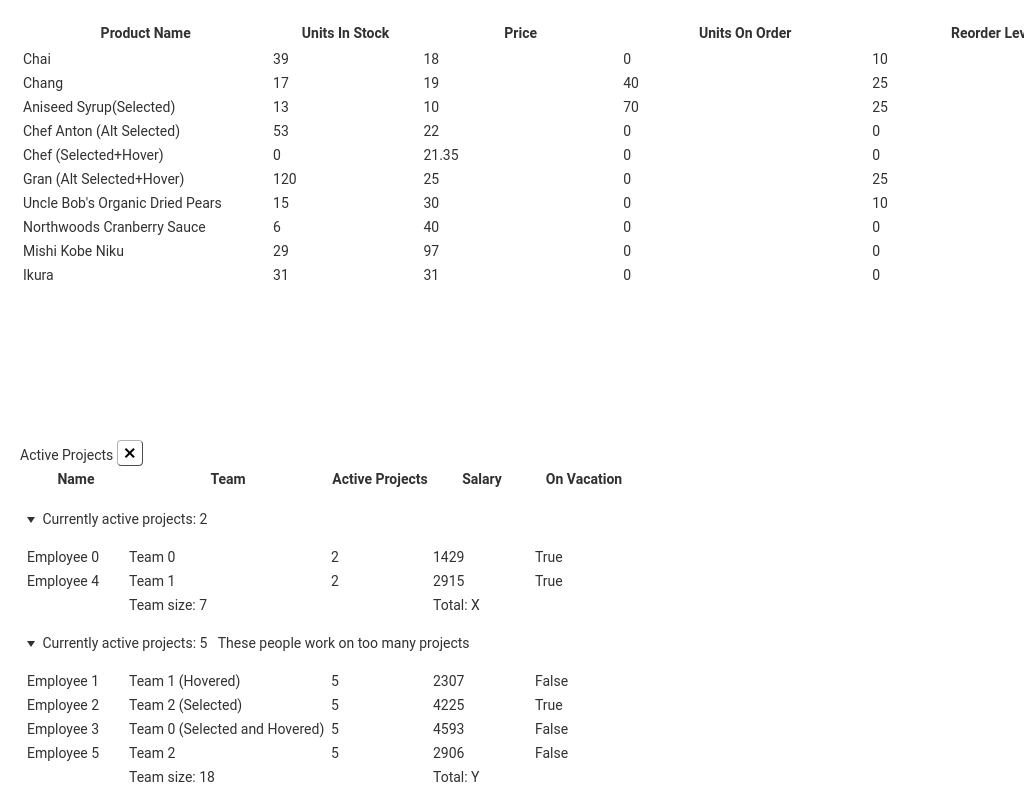 Product Name Units In Stock Price Units On Order Reorder Lev
Chai 39 18 0 10
Chang 17 19 40 25
Aniseed Syrup(Selected) 13 10 70 25
Chef Anton (Alt Selected) 53 22 0 0
Chef (Selected+Hover) 0 21.35 0 0
Gran (Alt Selected+Hover) 120 25 0 25
Uncle Bob's Organic Dried Pears 15 30 0 10
Northwoods Cranberry Sauce 6 40 0 0
Mishi Kobe Niku 29 97 0 0
Ikura 31 31 0 0
Active Projects
Name Team Active Projects Salary On Vacation
Currently active projects: 2
Employee 0 Team 0 2 1429 True
Employee 4 Team 1 2 2915 True
Team size: 7 Total: X
Currently active projects: 5 These people work on too many projects
Employee 1 Team 1 (Hovered) 5 2307 False
Employee 2 Team 2 (Selected) 5 4225 True
Employee 3 Team 0 (Selected and Hovered) 5 4593 False
Employee 5 Team 2 5 2906 False
Team size: 18 Total: Y